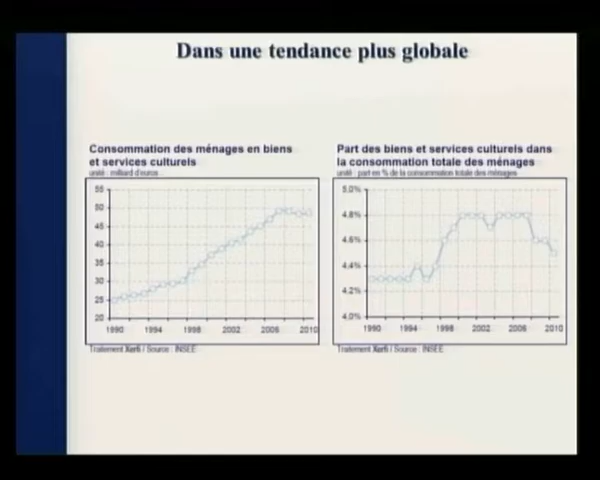 Dans une tendance plus globale
Consommation des ménages en biens
et services culturels
unité : milliard d'euros
55
50
45
40
35
30
25
20
1990 1994 1998 2002 2006 2010
Traitement Xerfi / Source : INSEE
Part des biens et services culturels dans
la consommation totale des ménages
unité : part en % de la consommation totale des ménages
5,0%
4,8%
4,6%
4,4%
4,2%
4,0%
1990 1994 1998 2002 2006 2010
Traitement Xerfi / Source : INSEE